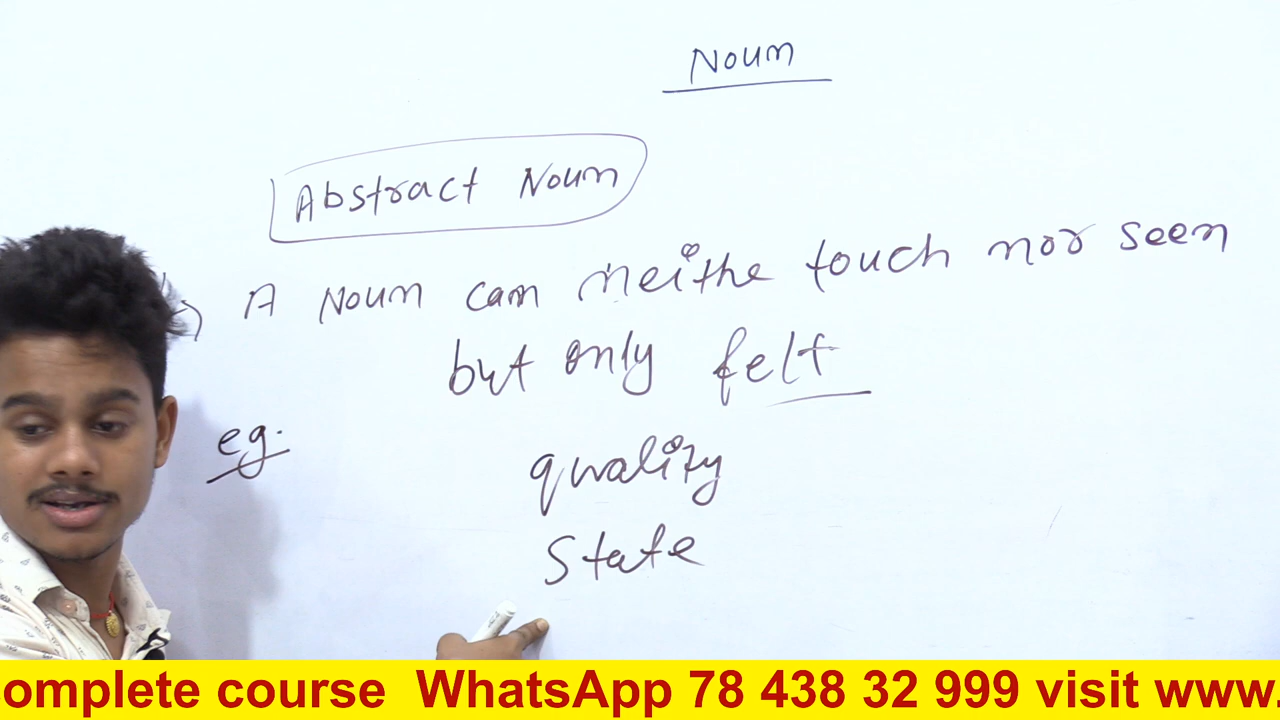 Noun
Abstract Noun
A Noun can neithe touch nor seen
but only felt
eg.
quality
State
omplete course WhatsApp 78 438 32 999 visit www.